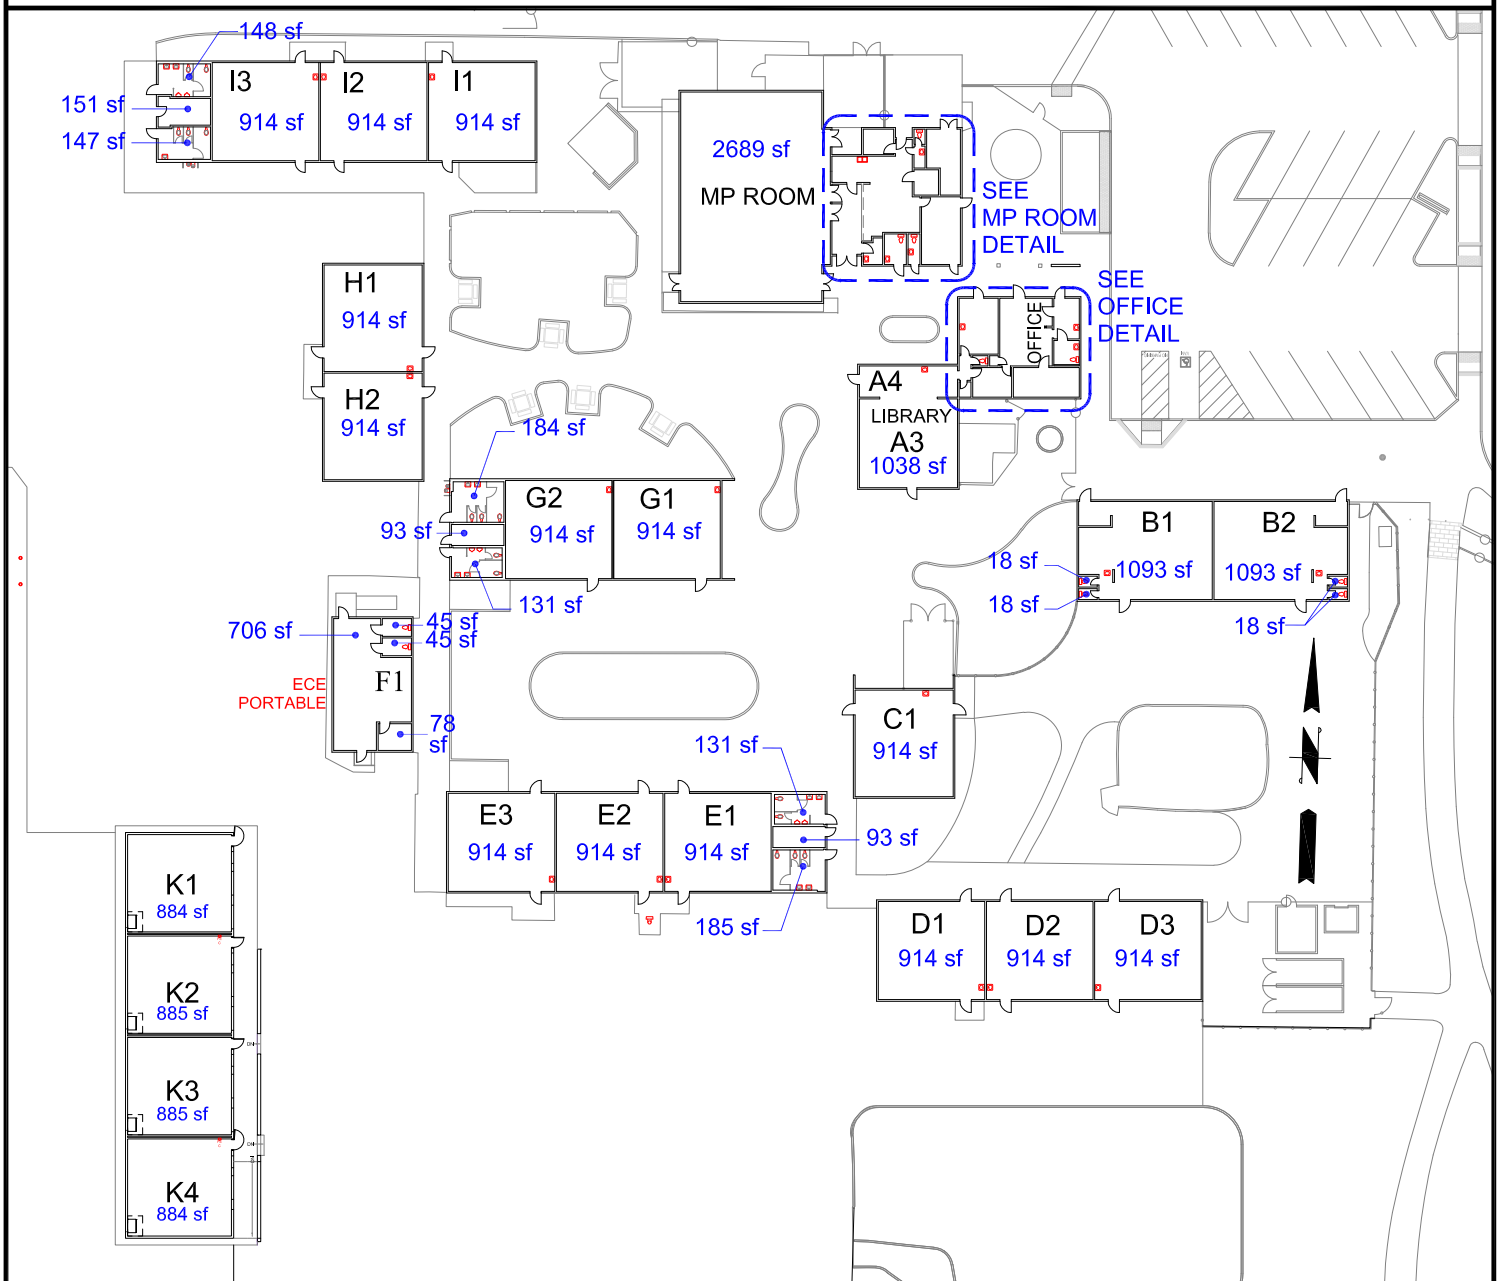 148 sf
I3
I2
I1
151 sf
914 sf
914 sf
914 sf
147 sf
2689 sf
MP ROOM
SEE
MP ROOM
DETAIL
H1
914 sf
SEE
OFFICE
DETAIL
OFFICE
H2
914 sf
A4
LIBRARY
A3
1038 sf
184 sf
G2
G1
93 sf
914 sf
914 sf
131 sf
B1
B2
18 sf
1093 sf
1093 sf
18 sf
18 sf
706 sf
45 sf
45 sf
F1
ECE
PORTABLE
78
sf
C1
914 sf
131 sf
E3
E2
E1
914 sf
914 sf
914 sf
93 sf
185 sf
K1
884 sf
D1
D2
D3
914 sf
914 sf
914 sf
K2
885 sf
DN
K3
885 sf
DN
K4
884 sf